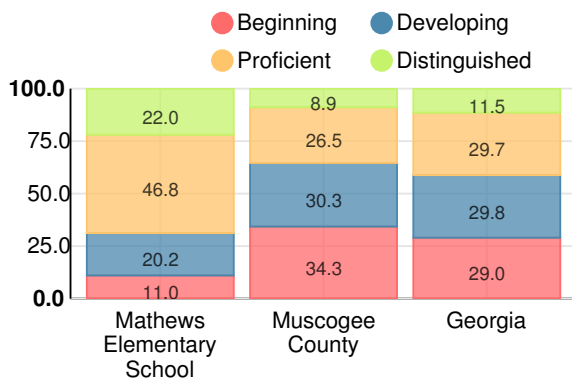 Beginning
Developing
Proficient
Distinguished
100.0
75.0
50.0
25.0
0.0
22.0
46.8
20.2
11.0
8.9
26.5
30.3
34.3
11.5
29.7
29.8
29.0
Mathews
Elementary
School
Muscogee
County
Georgia